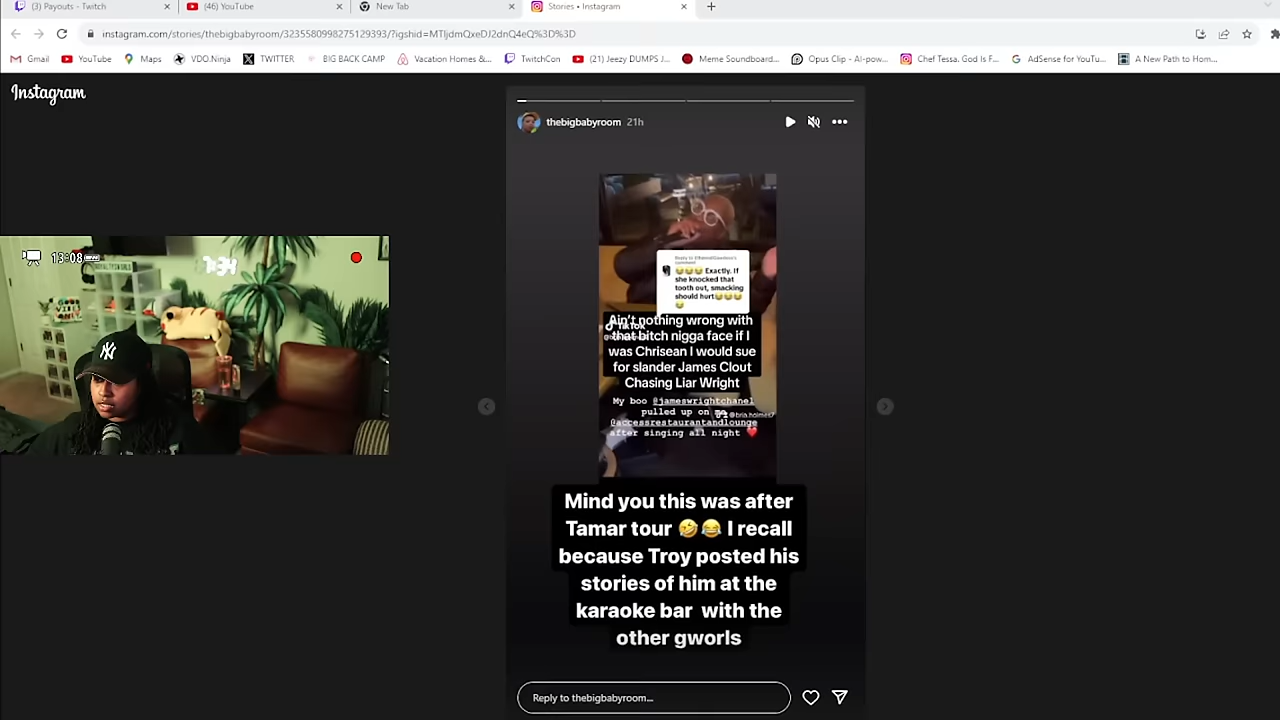 (3) Payouts - Twitch
(46) YouTube
New Tab
Stories • Instagram
instagram.com/stories/thebigbabyroom/3235580998275129393/?igshid=MTljdmQxeDJ2dnQ4eQ%3D%3D
Gmail
YouTube
Maps
VDO.Ninja
TWITTER
BIG BACK CAMP
Vacation Homes &...
TwitchCon
(21) Jeezy DUMPS J...
Meme Soundboard...
Opus Clip - AI-pow...
Chef Tessa. God Is F...
AdSense for YouTu...
A New Path to Hom...
Instagram
thebigbabyroom 21h
13:08
😂😂😂 Exactly. If
she knocked that
tooth out, smacking
should hurt😂😂😂
😂
Ain't nothing wrong with
that bitch nigga face if I
was Chrisean I would sue
for slander James Clout
Chasing Liar Wright
TikTok
My boo @jameswrightchanel
pulled up on me
@accessrestaurantandlounge
after singing all night ❤️
Mind you this was after
Tamar tour 🤣😂 I recall
because Troy posted his
stories of him at the
karaoke bar with the
other gworls
Reply to thebigbabyroom...